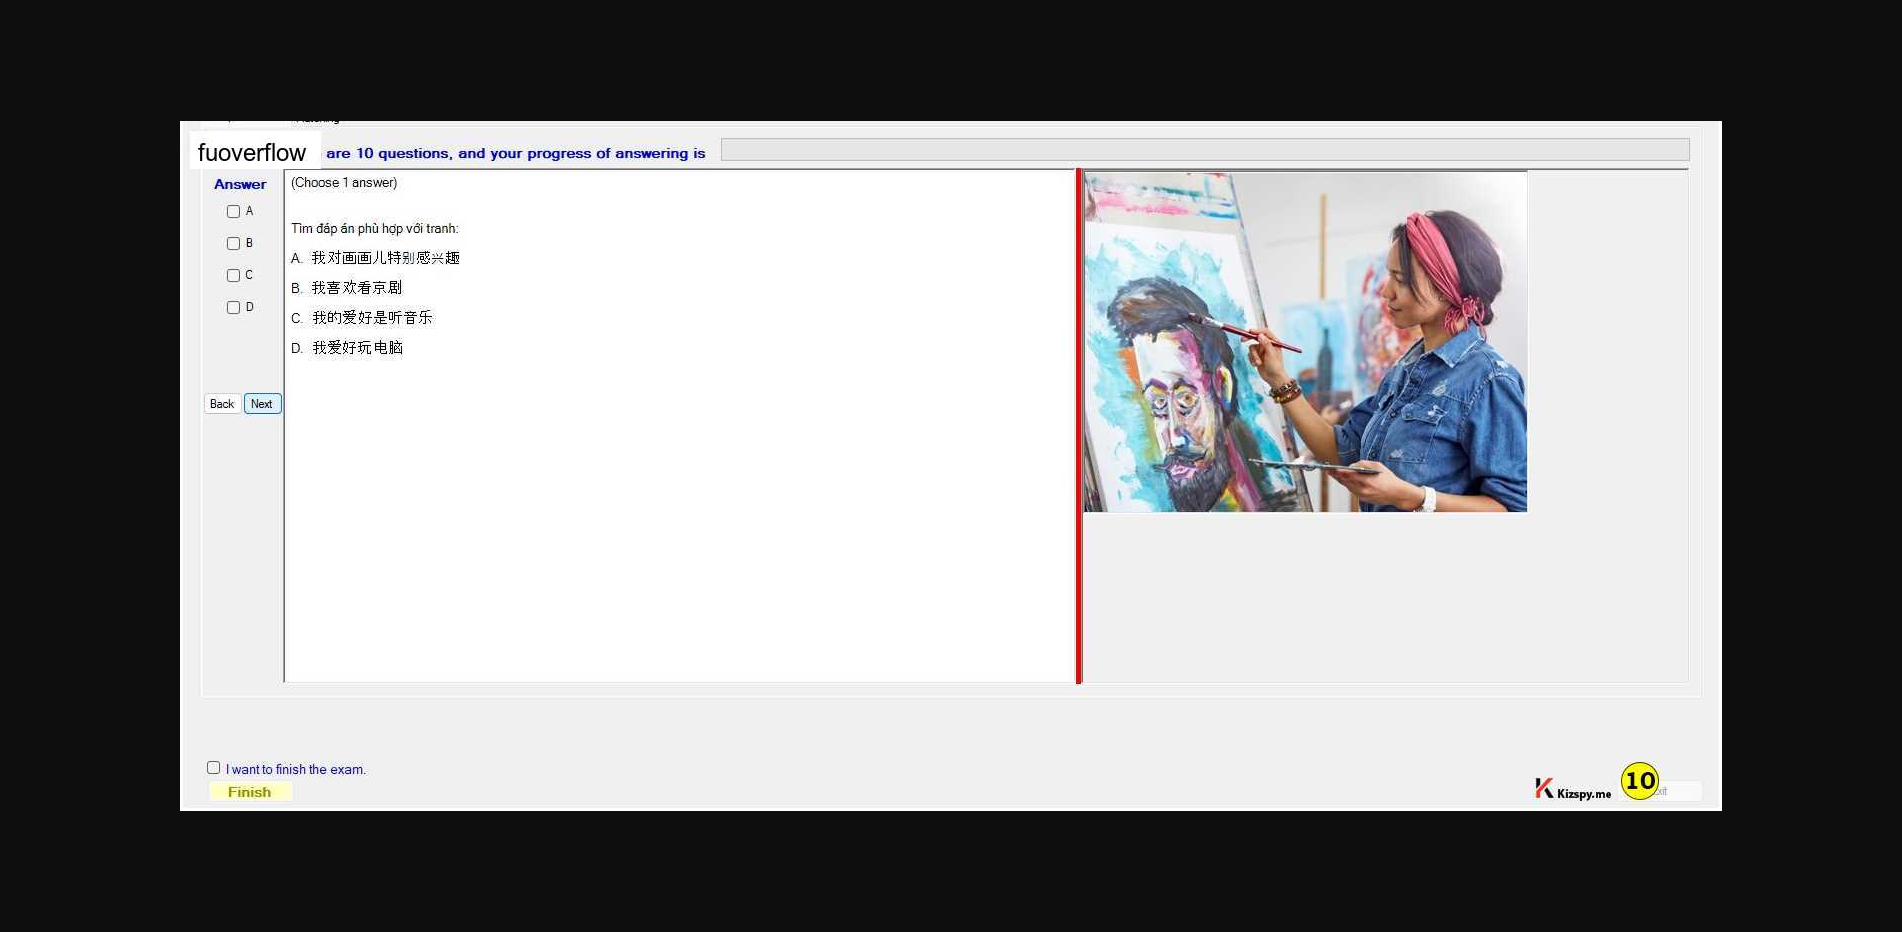 fuoverflow are 10 questions, and your progress of answering is
Answer
A
B
C
D
Back Next
(Choose 1 answer)
Tìm đáp án phù hợp với tranh:
A. 我对画画儿特别感兴趣
B. 我喜欢看京剧
C. 我的爱好是听音乐
D. 我爱好玩电脑
I want to finish the exam.
Finish
Kizspy.me
10